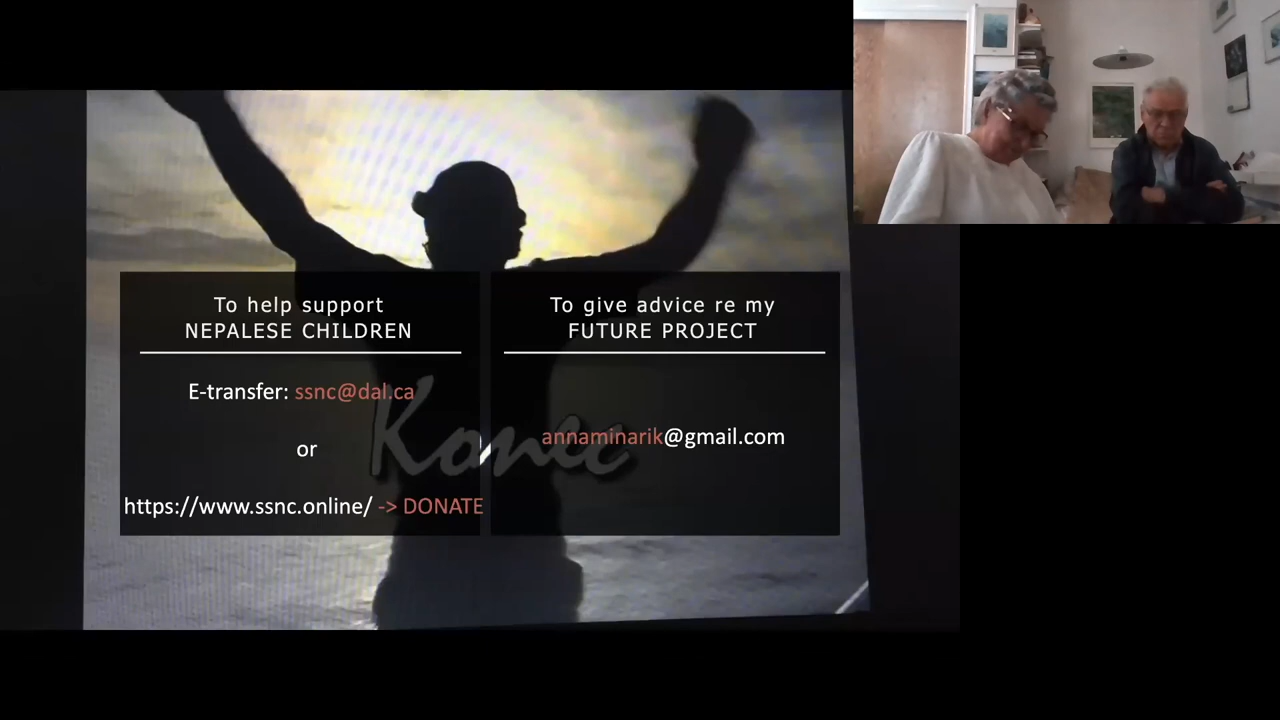 To help support
NEPALESE CHILDREN
E-transfer: ssnc@dal.ca
or
https://www.ssnc.online/ -> DONATE
To give advice re my
FUTURE PROJECT
annaminarik@gmail.com
Konec